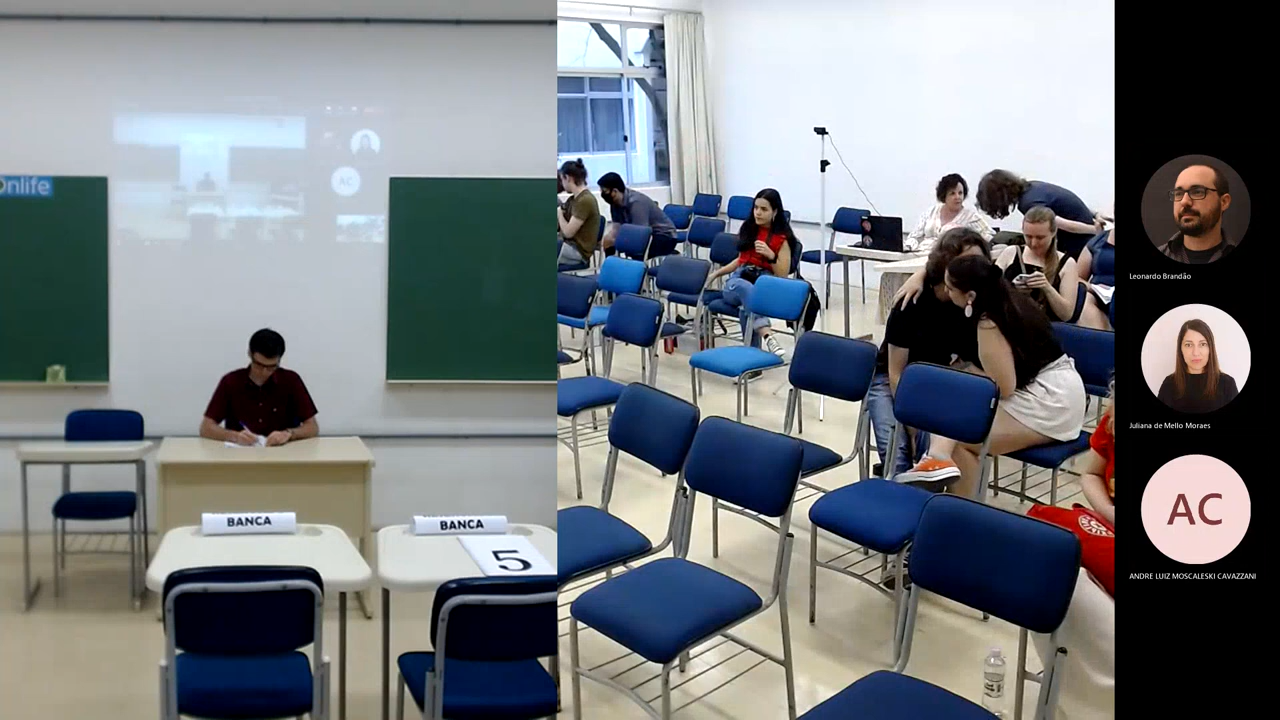 Onlife
AC
BANCA
BANCA
5
Leonardo Brandão
Juliana de Mello Moraes
AC
ANDRE LUIZ MOSCALESKI CAVAZZANI